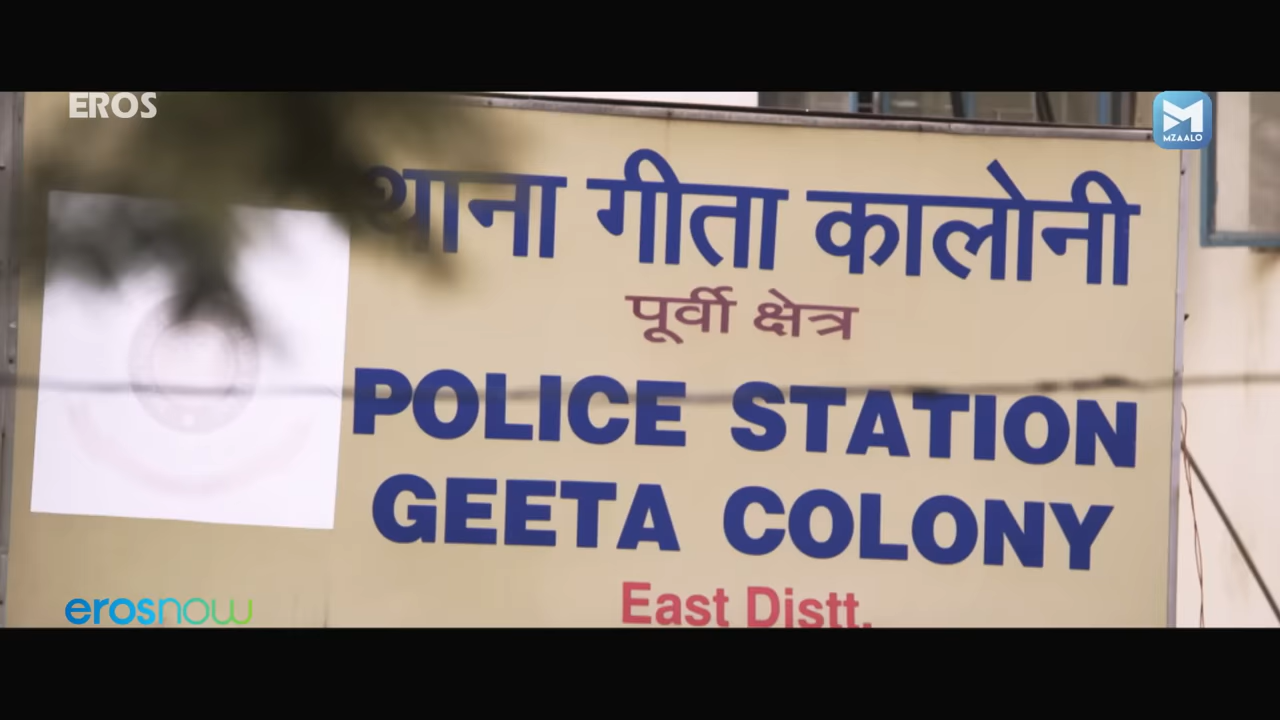 EROS
MZAALO
थाना गीता कालोनी
पूर्वी क्षेत्र
POLICE STATION
GEETA COLONY
East Distt.
erosnow